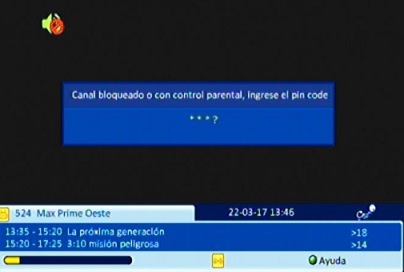 Canal bloqueado o con control parental, ingrese el pin code
***?
524 Max Prime Oeste 22-03-17 13:46
13:35 - 15:20 La próxima generación >18
15:20 - 17:25 3:10 misión peligrosa >14
Ayuda